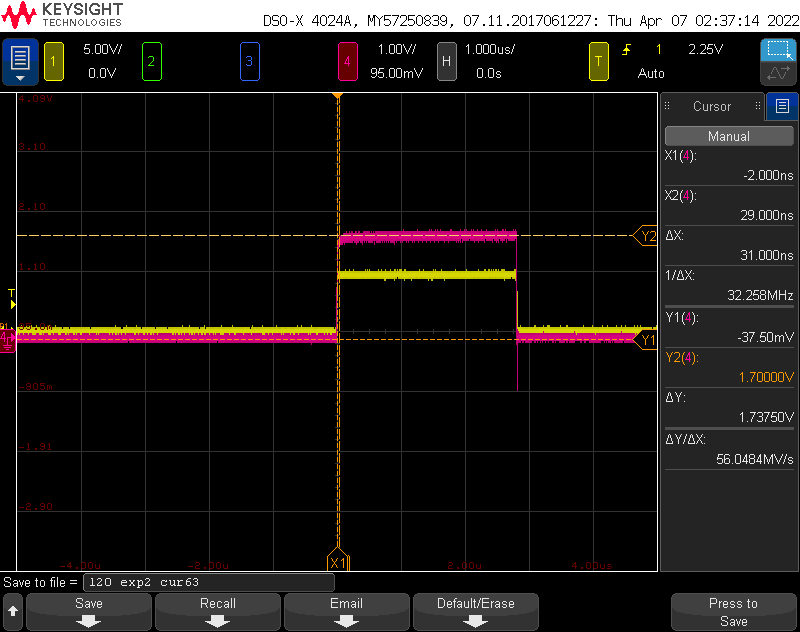 KEYSIGHT
TECHNOLOGIES
DSO-X 4024A, MY57250839, 07.11.2017061227: Thu Apr 07 02:37:14 2022
1 5.00V/ 0.0V
2
3
4 1.00V/ 95.00mV
H 1.000us/ 0.0s
T 1 2.25V
Auto
4.09V
3.10
2.10
1.10
-905m
-1.91
-2.90
-4.00u -2.00u 2.00u 4.00u
T
Y2
Y1
X1
Cursor
Manual
X1(4):
-2.000ns
X2(4):
29.000ns
ΔX:
31.000ns
1/ΔX:
32.258MHz
Y1(4):
-37.50mV
Y2(4):
1.70000V
ΔY:
1.73750V
ΔY/ΔX:
56.0484MV/s
Save to file = 120 exp2 cur63
Save
Recall
Email
Default/Erase
Press to
Save